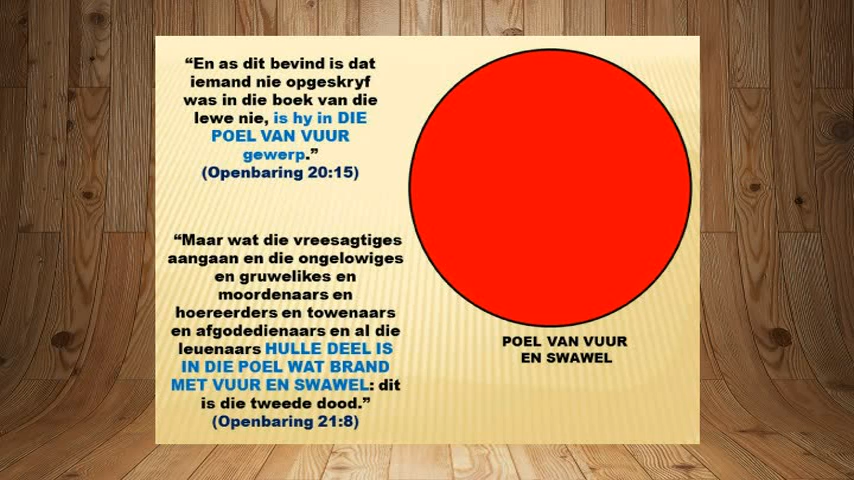 “En as dit bevind is dat
iemand nie opgeskryf
was in die boek van die
lewe nie, is hy in DIE
POEL VAN VUUR
gewerp.”
(Openbaring 20:15)
“Maar wat die vreesagtiges
aangaan en die ongelowiges
en gruwelikes en
moordenaars en
hoereerders en towenaars
en afgodedienaars en al die
leuenaars HULLE DEEL IS
IN DIE POEL WAT BRAND
MET VUUR EN SWAWEL: dit
is die tweede dood.”
(Openbaring 21:8)
POEL VAN VUUR
EN SWAWEL